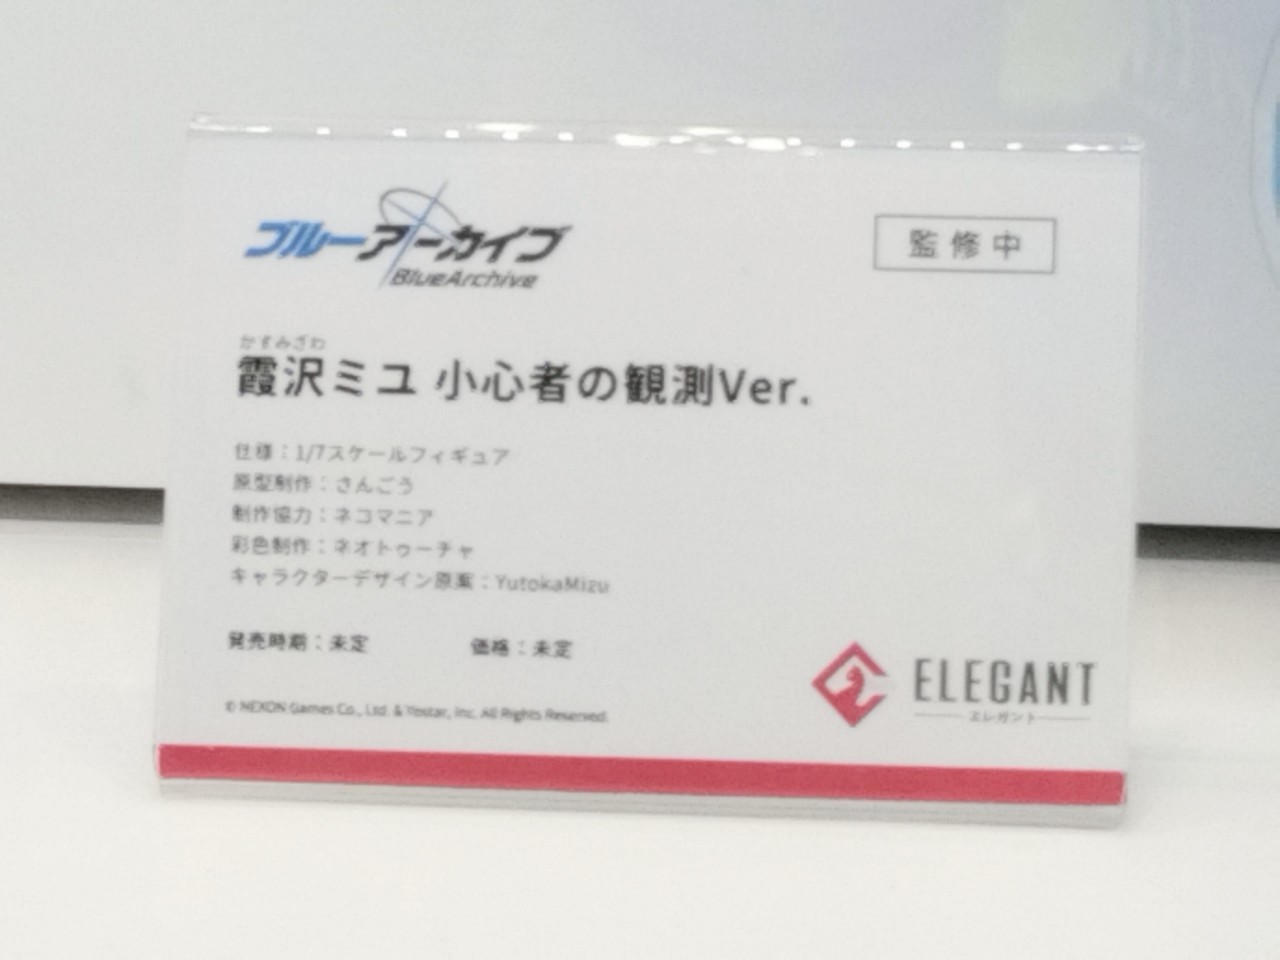 ブルーアーカイブ
BlueArchive
監修中
かすみざわ
霞沢ミユ 小心者の観測Ver.
仕様：1/7スケールフィギュア
原型制作：さんごう
制作協力：ネコマニア
彩色制作：ネオトゥーチャ
キャラクターデザイン原案：YutokaMizu
発売時期：未定 価格：未定
© NEXON Games Co., Ltd. & Yostar, Inc. All Rights Reserved.
ELEGANT
エレガント